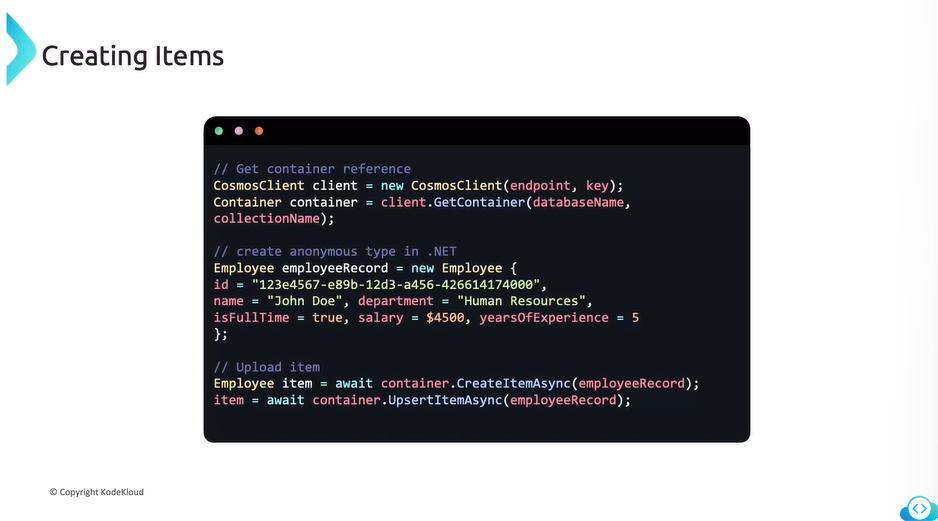 Creating Items
// Get container reference
CosmosClient client = new CosmosClient(endpoint, key);
Container container = client.GetContainer(databaseName,
collectionName);
// create anonymous type in .NET
Employee employeeRecord = new Employee {
id = "123e4567-e89b-12d3-a456-426614174000",
name = "John Doe", department = "Human Resources",
isFullTime = true, salary = $4500, yearsOfExperience = 5
};
// Upload item
Employee item = await container.CreateItemAsync(employeeRecord);
item = await container.UpsertItemAsync(employeeRecord);
© Copyright KodeKloud